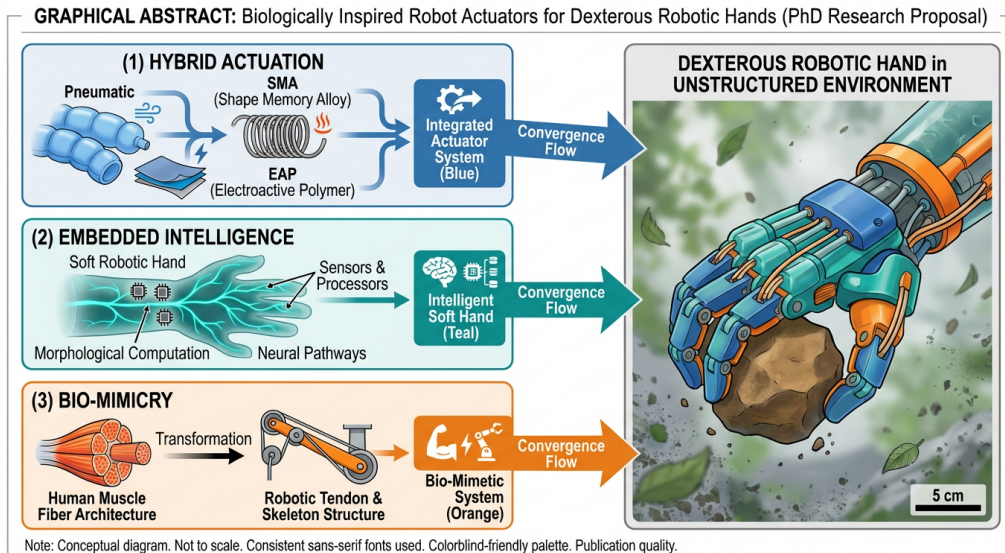 GRAPHICAL ABSTRACT: Biologically Inspired Robot Actuators for Dexterous Robotic Hands (PhD Research Proposal)
(1) HYBRID ACTUATION
Pneumatic
SMA
(Shape Memory Alloy)
EAP
(Electroactive Polymer)
Integrated
Actuator
System
(Blue)
Convergence
Flow
(2) EMBEDDED INTELLIGENCE
Soft Robotic Hand
Sensors &
Processors
Morphological Computation
Neural Pathways
Intelligent
Soft Hand
(Teal)
Convergence
Flow
(3) BIO-MIMICRY
Transformation
Human Muscle
Fiber Architecture
Robotic Tendon &
Skeleton Structure
Bio-Mimetic
System
(Orange)
Convergence
Flow
DEXTEROUS ROBOTIC HAND in
UNSTRUCTURED ENVIRONMENT
5 cm
Note: Conceptual diagram. Not to scale. Consistent sans-serif fonts used. Colorblind-friendly palette. Publication quality.